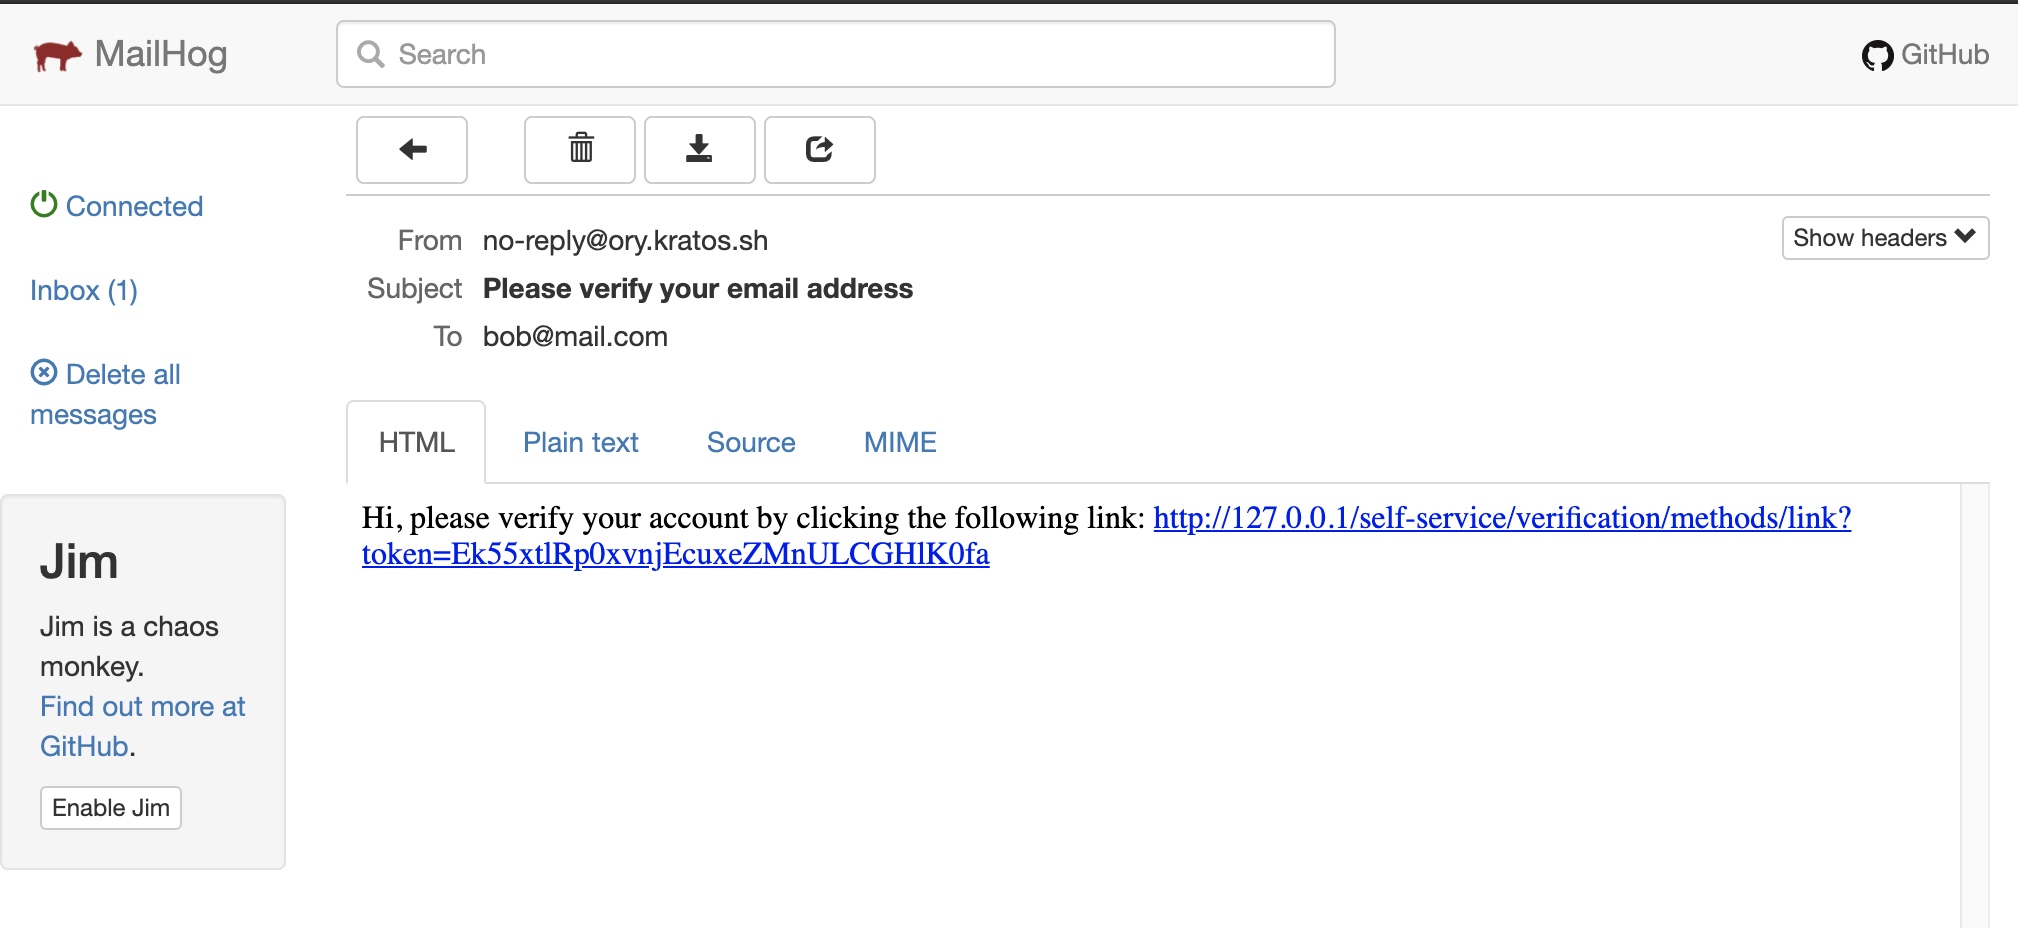 MailHog
Search
GitHub
Connected
Inbox (1)
Delete all
messages
Jim
Jim is a chaos
monkey.
Find out more at
GitHub.
Enable Jim
From no-reply@ory.kratos.sh
Show headers
Subject Please verify your email address
To bob@mail.com
HTML Plain text Source MIME
Hi, please verify your account by clicking the following link: http://127.0.0.1/self-service/verification/methods/link?
token=Ek55xtlRp0xvnjEcuxeZMnULCGHlK0fa